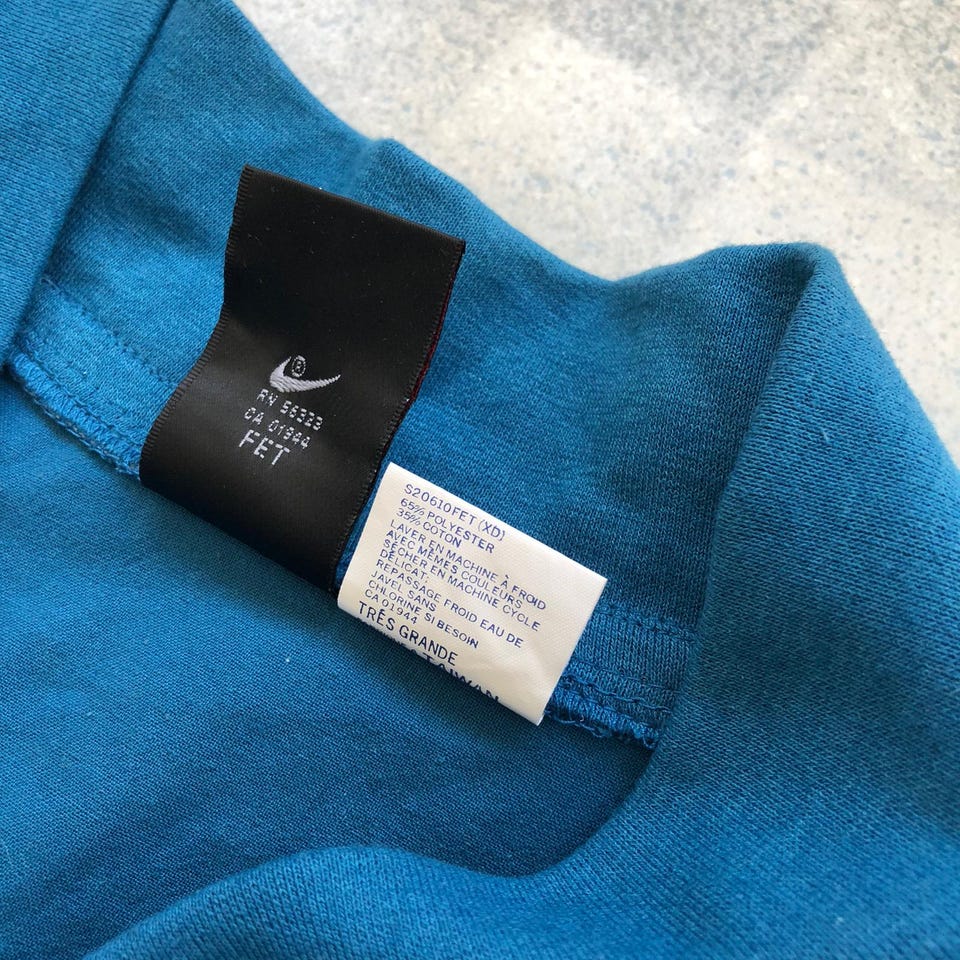 ®
RN 56323
CA 01944
FET
S20610FET (XD)
65% POLYESTER
35% COTON
LAVER EN MACHINE À FROID
AVEC MÊMES COULEURS
SÉCHER EN MACHINE CYCLE
DÉLICAT;
REPASSAGE FROID EAU DE
JAVEL SANS
CHLORINE SI BESOIN
CA 01944
TRÈS GRANDE
TAIWAN